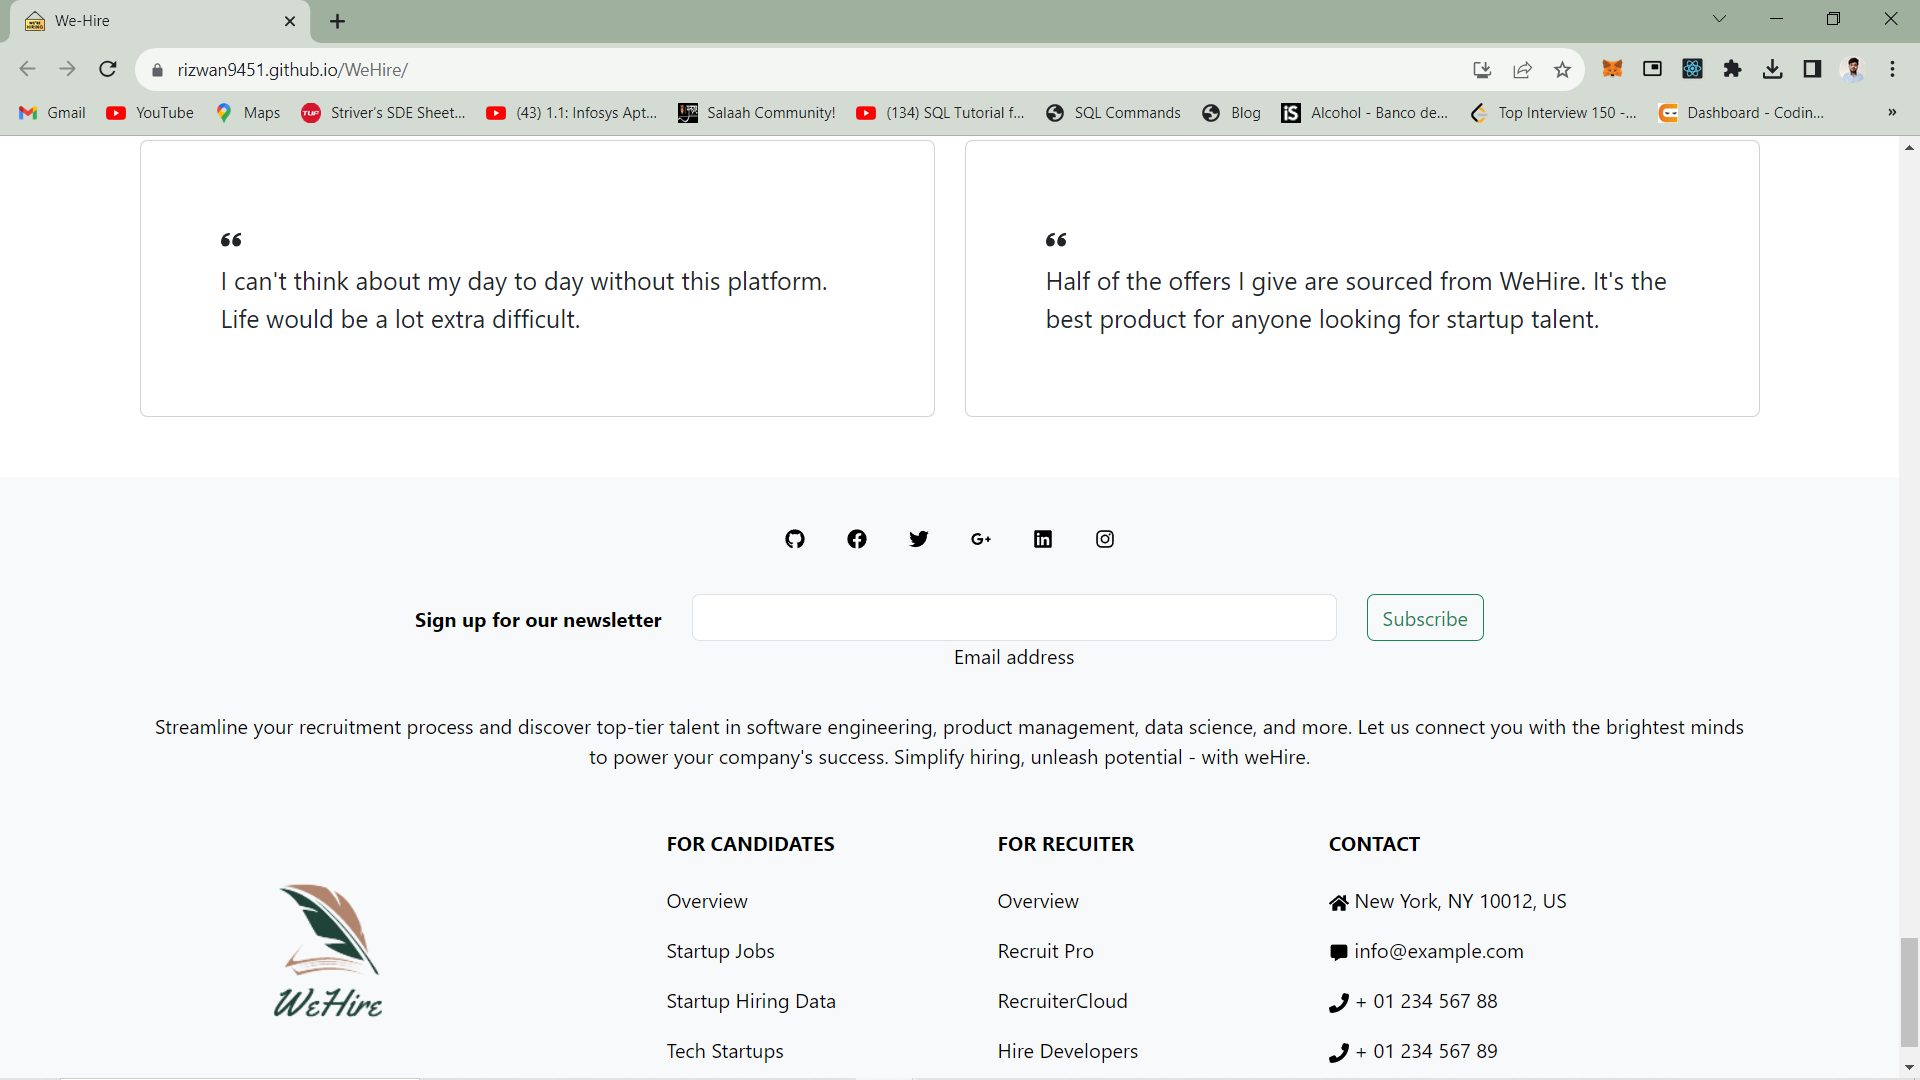 We-Hire
rizwan9451.github.io/WeHire/
Gmail
YouTube
Maps
Striver's SDE Sheet...
(43) 1.1: Infosys Apt...
Salaah Community!
(134) SQL Tutorial f...
SQL Commands
Blog
Alcohol - Banco de...
Top Interview 150 -...
Dashboard - Codin...
»
“
I can't think about my day to day without this platform.
Life would be a lot extra difficult.
“
Half of the offers I give are sourced from WeHire. It's the
best product for anyone looking for startup talent.
Sign up for our newsletter
Subscribe
Email address
Streamline your recruitment process and discover top-tier talent in software engineering, product management, data science, and more. Let us connect you with the brightest minds
to power your company's success. Simplify hiring, unleash potential - with weHire.
WeHire
FOR CANDIDATES
Overview
Startup Jobs
Startup Hiring Data
Tech Startups
FOR RECUITER
Overview
Recruit Pro
RecruiterCloud
Hire Developers
CONTACT
New York, NY 10012, US
info@example.com
+ 01 234 567 88
+ 01 234 567 89